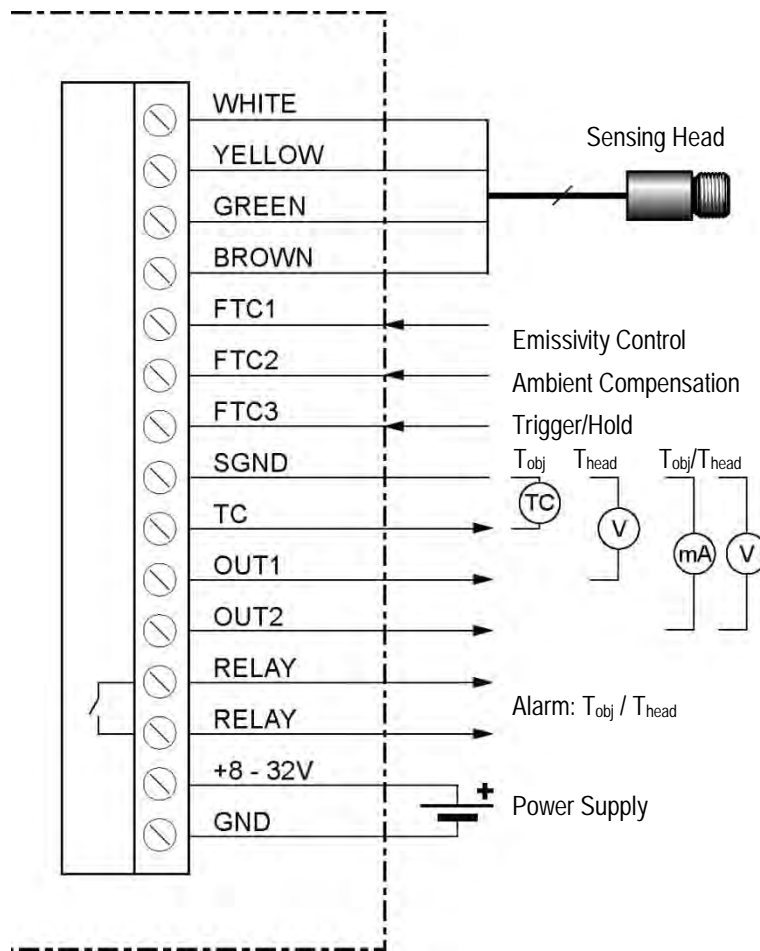 WHITE
YELLOW
GREEN
BROWN
Sensing Head
FTC1
FTC2
FTC3
Emissivity Control
Ambient Compensation
Trigger/Hold
SGND
TC
OUT1
OUT2
Tobj
Thead
Tobj/Thead
TC
V
mA
V
RELAY
RELAY
Alarm: Tobj / Thead
+8 - 32V
GND
+
Power Supply